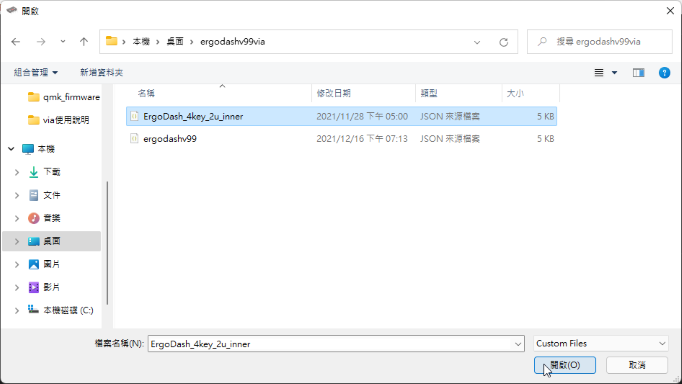 開啟
本機 > 桌面 > ergodashv99via
搜尋 ergodashv99via
組合管理 新增資料夾
名稱 修改日期 類型 大小
qmk_firmware
via使用說明
本機
下載
文件
音樂
桌面
圖片
影片
本機磁碟 (C:)
ErgoDash_4key_2u_inner 2021/11/28 下午 05:00 JSON 來源檔案 5 KB
ergodashv99 2021/12/16 下午 07:13 JSON 來源檔案 5 KB
檔案名稱(N): ErgoDash_4key_2u_inner Custom Files
開啟(O) 取消